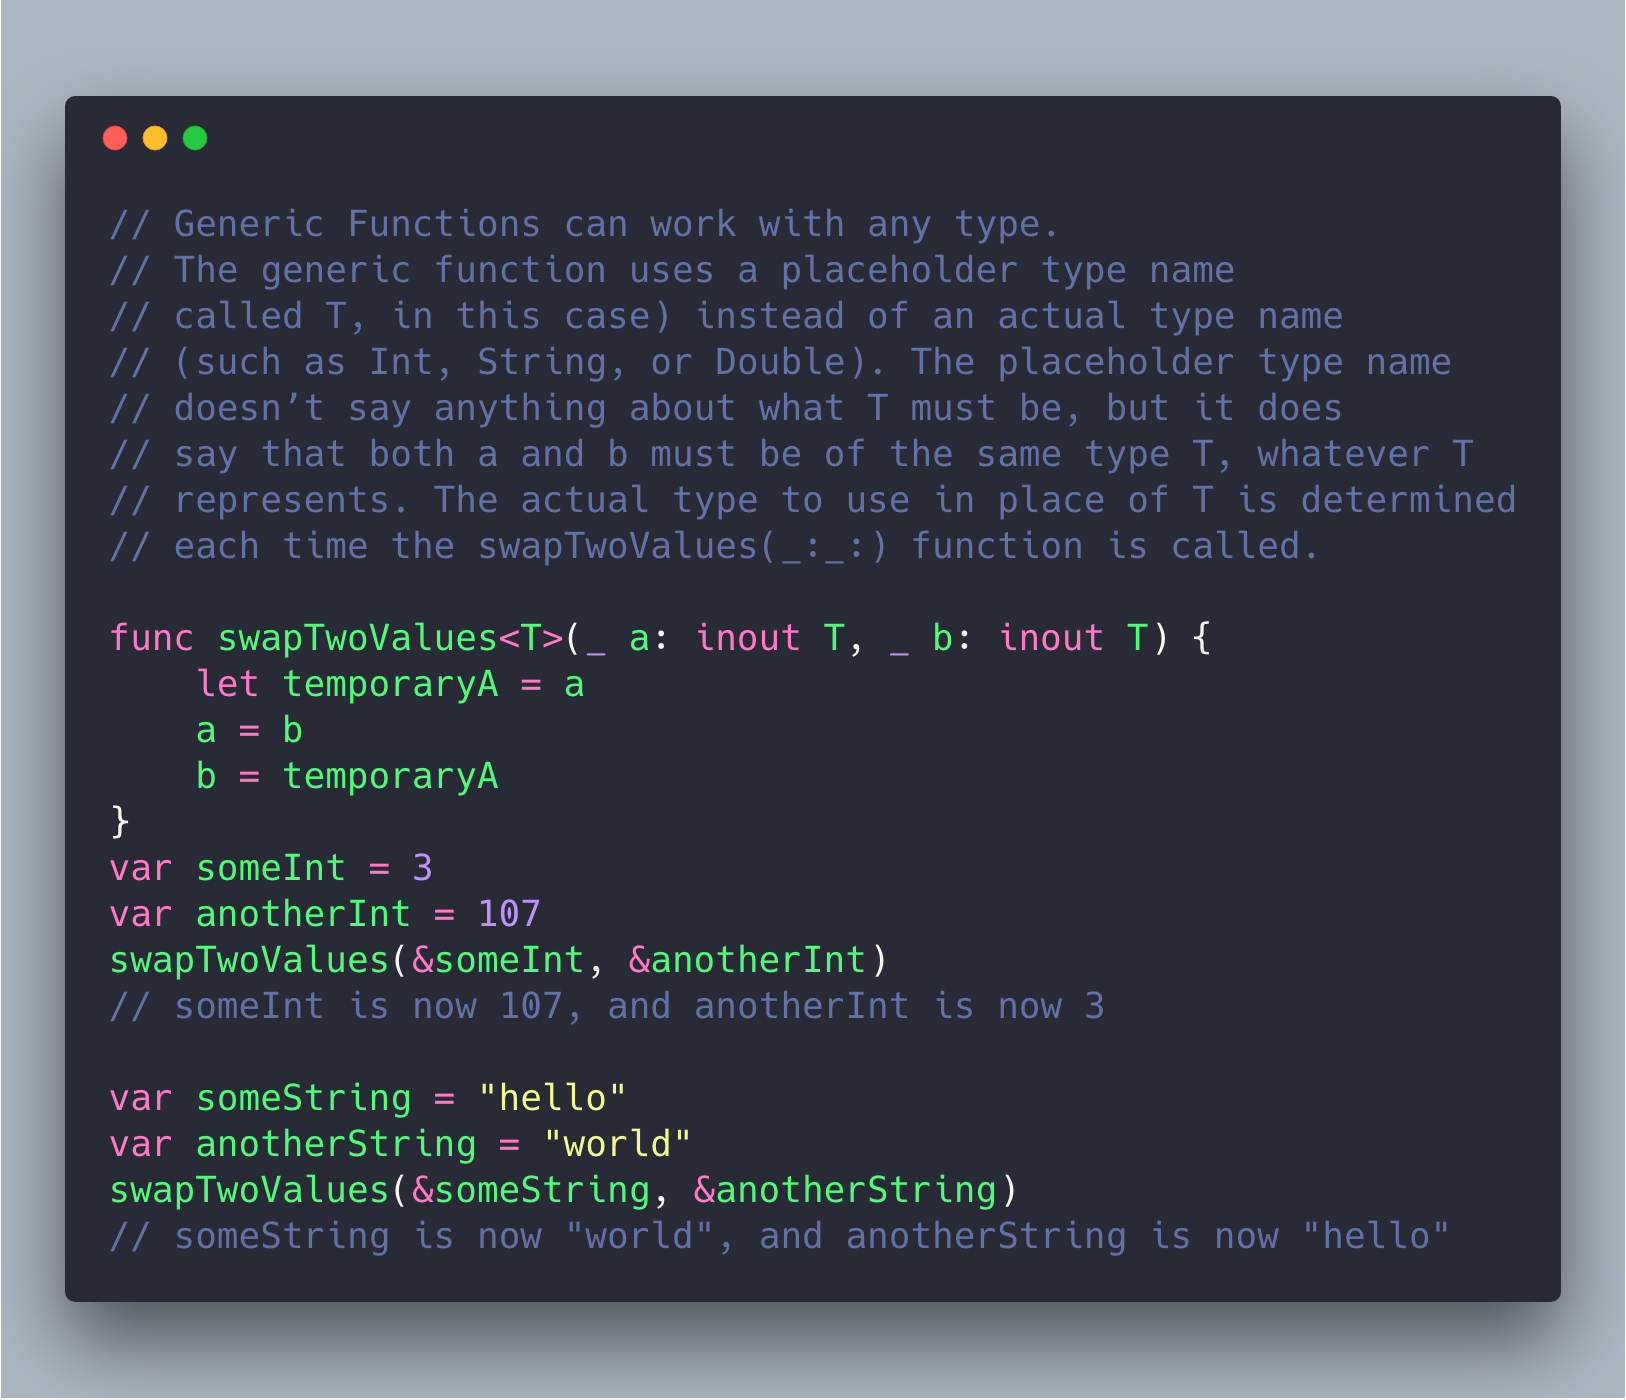 // Generic Functions can work with any type.
// The generic function uses a placeholder type name
// called T, in this case) instead of an actual type name
// (such as Int, String, or Double). The placeholder type name
// doesn’t say anything about what T must be, but it does
// say that both a and b must be of the same type T, whatever T
// represents. The actual type to use in place of T is determined
// each time the swapTwoValues(_:_:) function is called.

func swapTwoValues<T>(_ a: inout T, _ b: inout T) {
    let temporaryA = a
    a = b
    b = temporaryA
}
var someInt = 3
var anotherInt = 107
swapTwoValues(&someInt, &anotherInt)
// someInt is now 107, and anotherInt is now 3

var someString = "hello"
var anotherString = "world"
swapTwoValues(&someString, &anotherString)
// someString is now "world", and anotherString is now "hello"